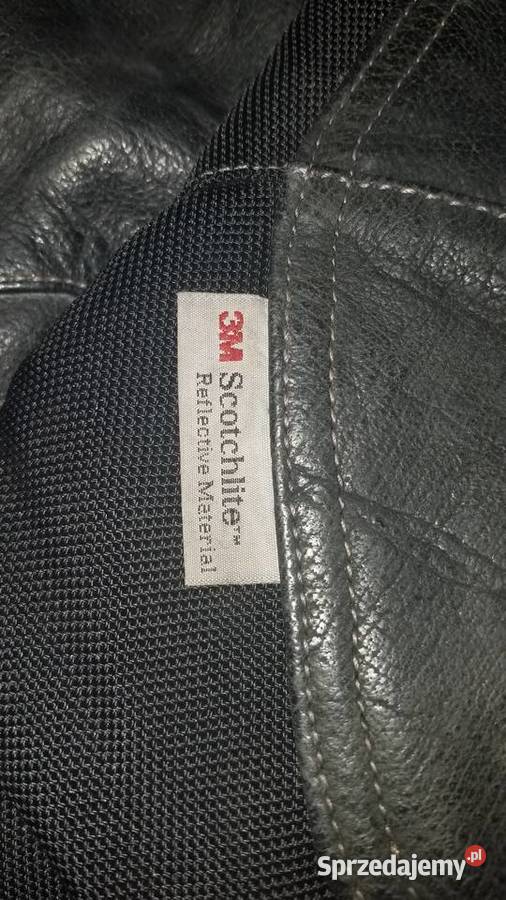 3M Scotchlite™
Reflective Material
Sprzedajemy.pl